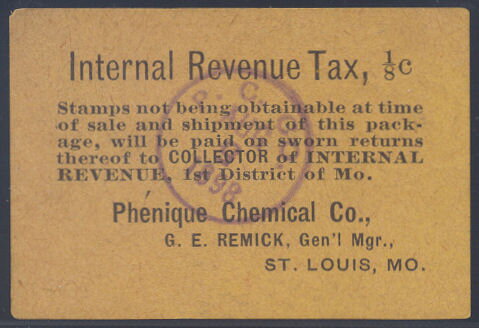 Internal Revenue Tax, ⅛c
Stamps not being obtainable at time
of sale and shipment of this pack-
age, will be paid on sworn returns
thereof to COLLECTOR of INTERNAL
REVENUE, 1st District of Mo.
Phénique Chemical Co.,
G. E. REMICK, Gen'l Mgr.,
ST. LOUIS, MO.
1898